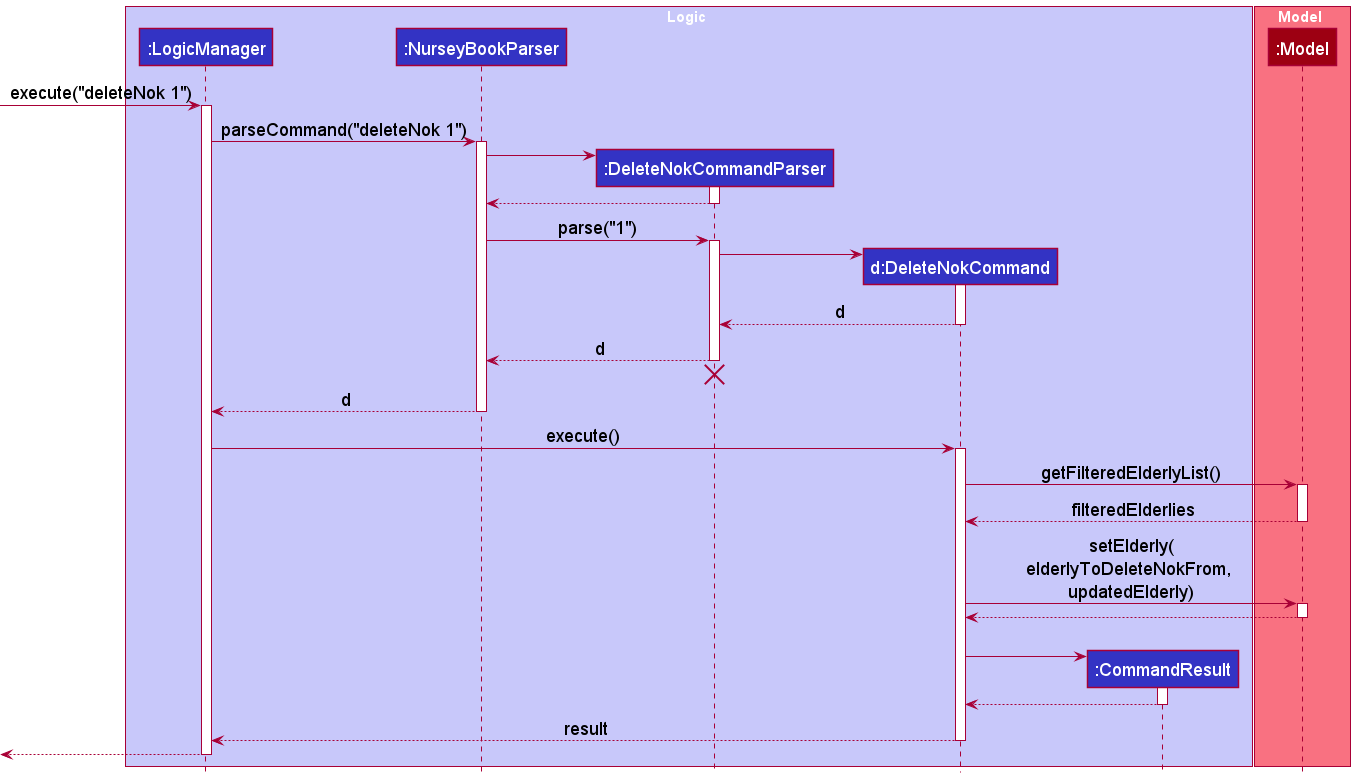 Logic
Model
:LogicManager
:NurseyBookParser
:Model
execute("deleteNok 1")
parseCommand("deleteNok 1")
:DeleteNokCommandParser
parse("1")
d:DeleteNokCommand
d
d
d
execute()
getFilteredElderlyList()
filteredElderlies
setElderly(
elderlyToDeleteNokFrom,
updatedElderly)
:CommandResult
result